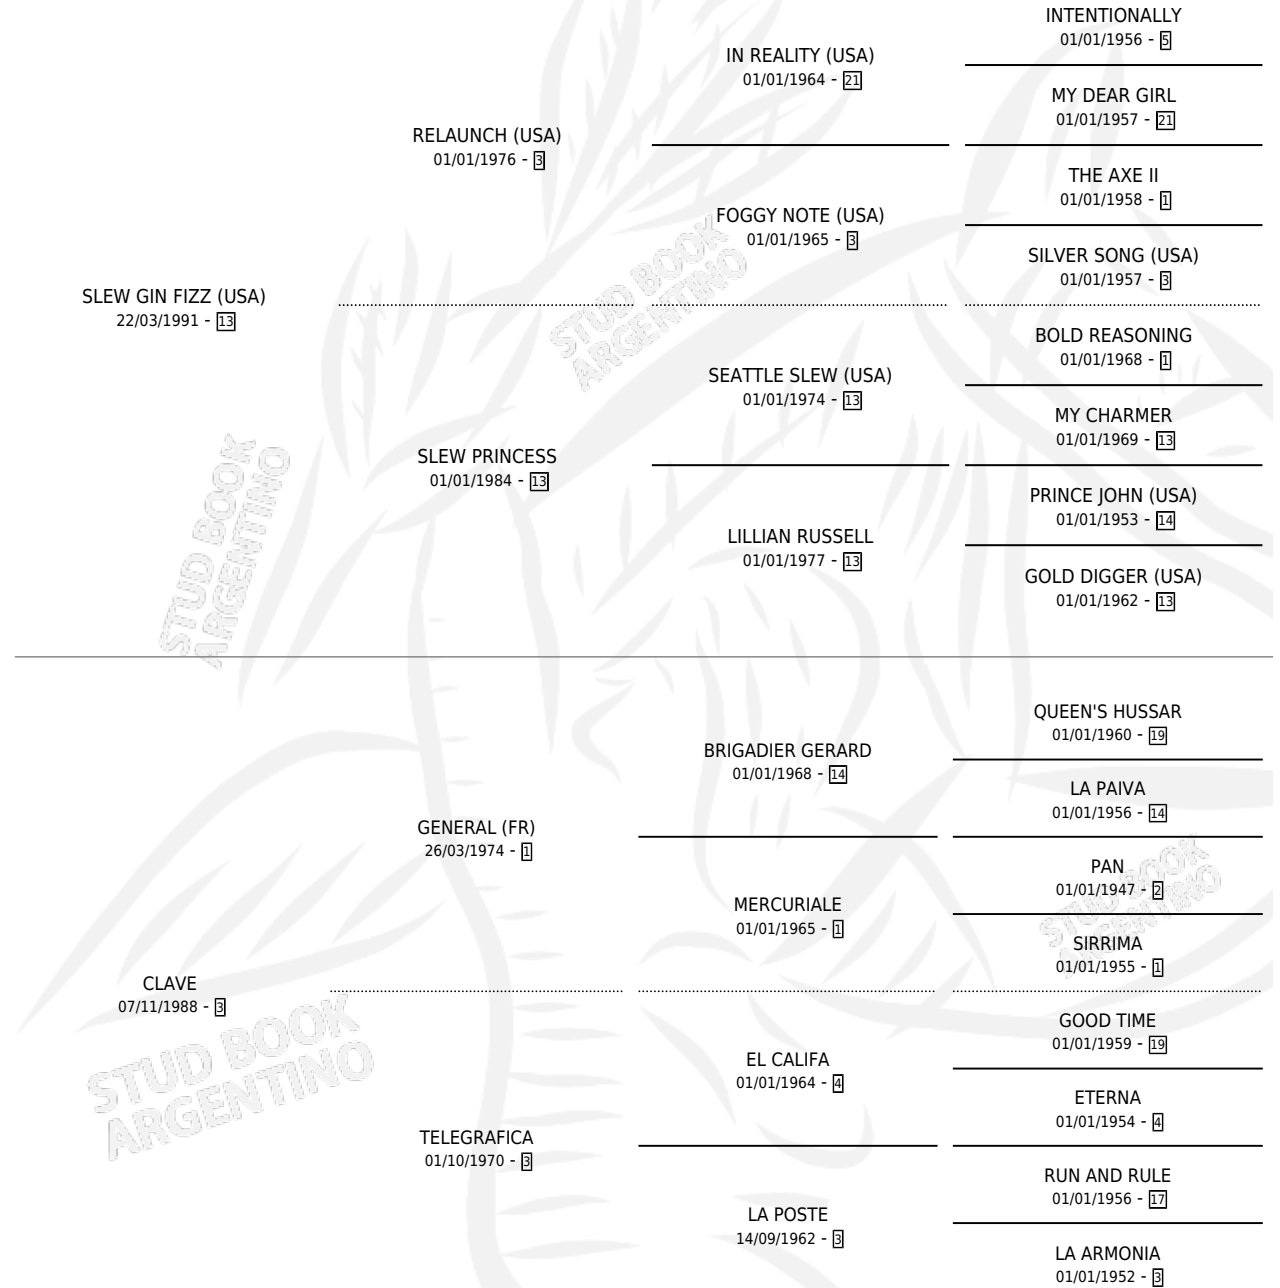 INTENTIONALLY
01/01/1956 - 5
IN REALITY (USA)
01/01/1964 - 21
MY DEAR GIRL
01/01/1957 - 21
RELAUNCH (USA)
01/01/1976 - 3
THE AXE II
01/01/1958 - 1
FOGGY NOTE (USA)
01/01/1965 - 3
SILVER SONG (USA)
01/01/1957 - 3
SLEW GIN FIZZ (USA)
22/03/1991 - 13
BOLD REASONING
01/01/1968 - 1
SEATTLE SLEW (USA)
01/01/1974 - 13
MY CHARMER
01/01/1969 - 13
SLEW PRINCESS
01/01/1984 - 13
PRINCE JOHN (USA)
01/01/1953 - 14
LILLIAN RUSSELL
01/01/1977 - 13
GOLD DIGGER (USA)
01/01/1962 - 13
QUEEN'S HUSSAR
01/01/1960 - 19
BRIGADIER GERARD
01/01/1968 - 14
LA PAIVA
01/01/1956 - 14
GENERAL (FR)
26/03/1974 - 1
PAN
01/01/1947 - 2
MERCURIALE
01/01/1965 - 1
SIRRIMA
01/01/1955 - 1
CLAVE
07/11/1988 - 3
GOOD TIME
01/01/1959 - 19
EL CALIFA
01/01/1964 - 4
ETERNA
01/01/1954 - 4
TELEGRAFICA
01/10/1970 - 3
RUN AND RULE
01/01/1956 - 17
LA POSTE
14/09/1962 - 3
LA ARMONIA
01/01/1952 - 3
STUD BOOK
ARGENTINO
STUD BOOK
ARGENTINO
STUD BOOK
ARGENTINO
STUD BOOK
ARGENTINO